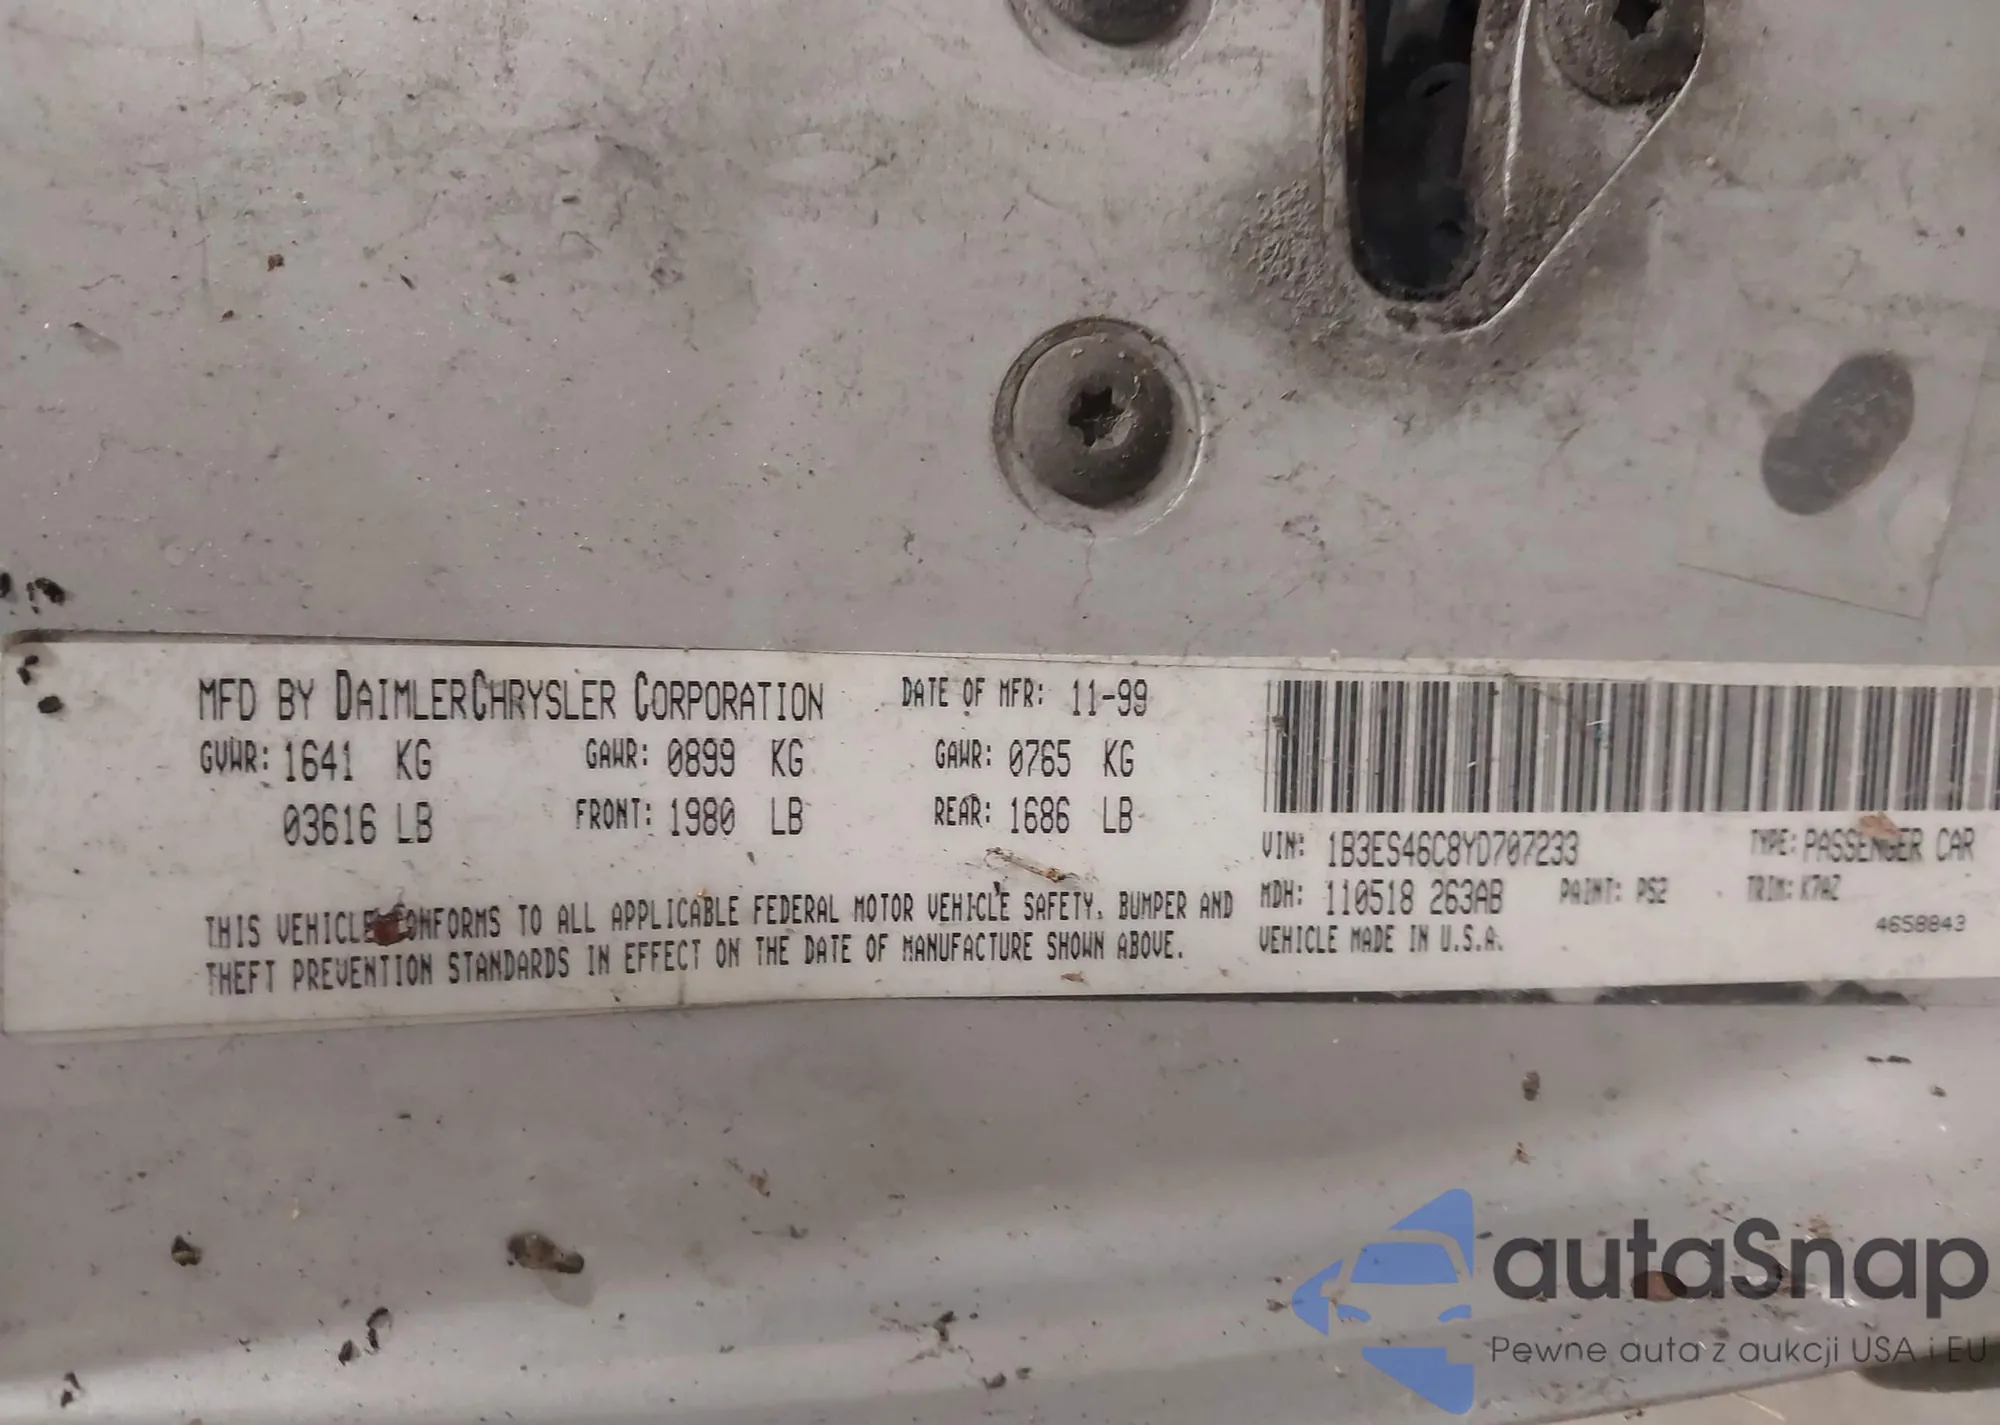 MFD BY DAIMLERCHRYSLER CORPORATION DATE OF MFR: 11-99
GVWR: 1641 KG GAWR: 0899 KG GAWR: 0765 KG
03616 LB FRONT: 1980 LB REAR: 1686 LB
THIS VEHICLE CONFORMS TO ALL APPLICABLE FEDERAL MOTOR VEHICLE SAFETY, BUMPER AND
THEFT PREVENTION STANDARDS IN EFFECT ON THE DATE OF MANUFACTURE SHOWN ABOVE.
VIN: 1B3ES46C8YD707233 TYPE: PASSENGER CAR
MDH: 110518 263AB PAINT: PS2 TRIM: K7AZ
VEHICLE MADE IN U.S.A. 4658843
autaSnap
Pewne auta z aukcji USA i EU